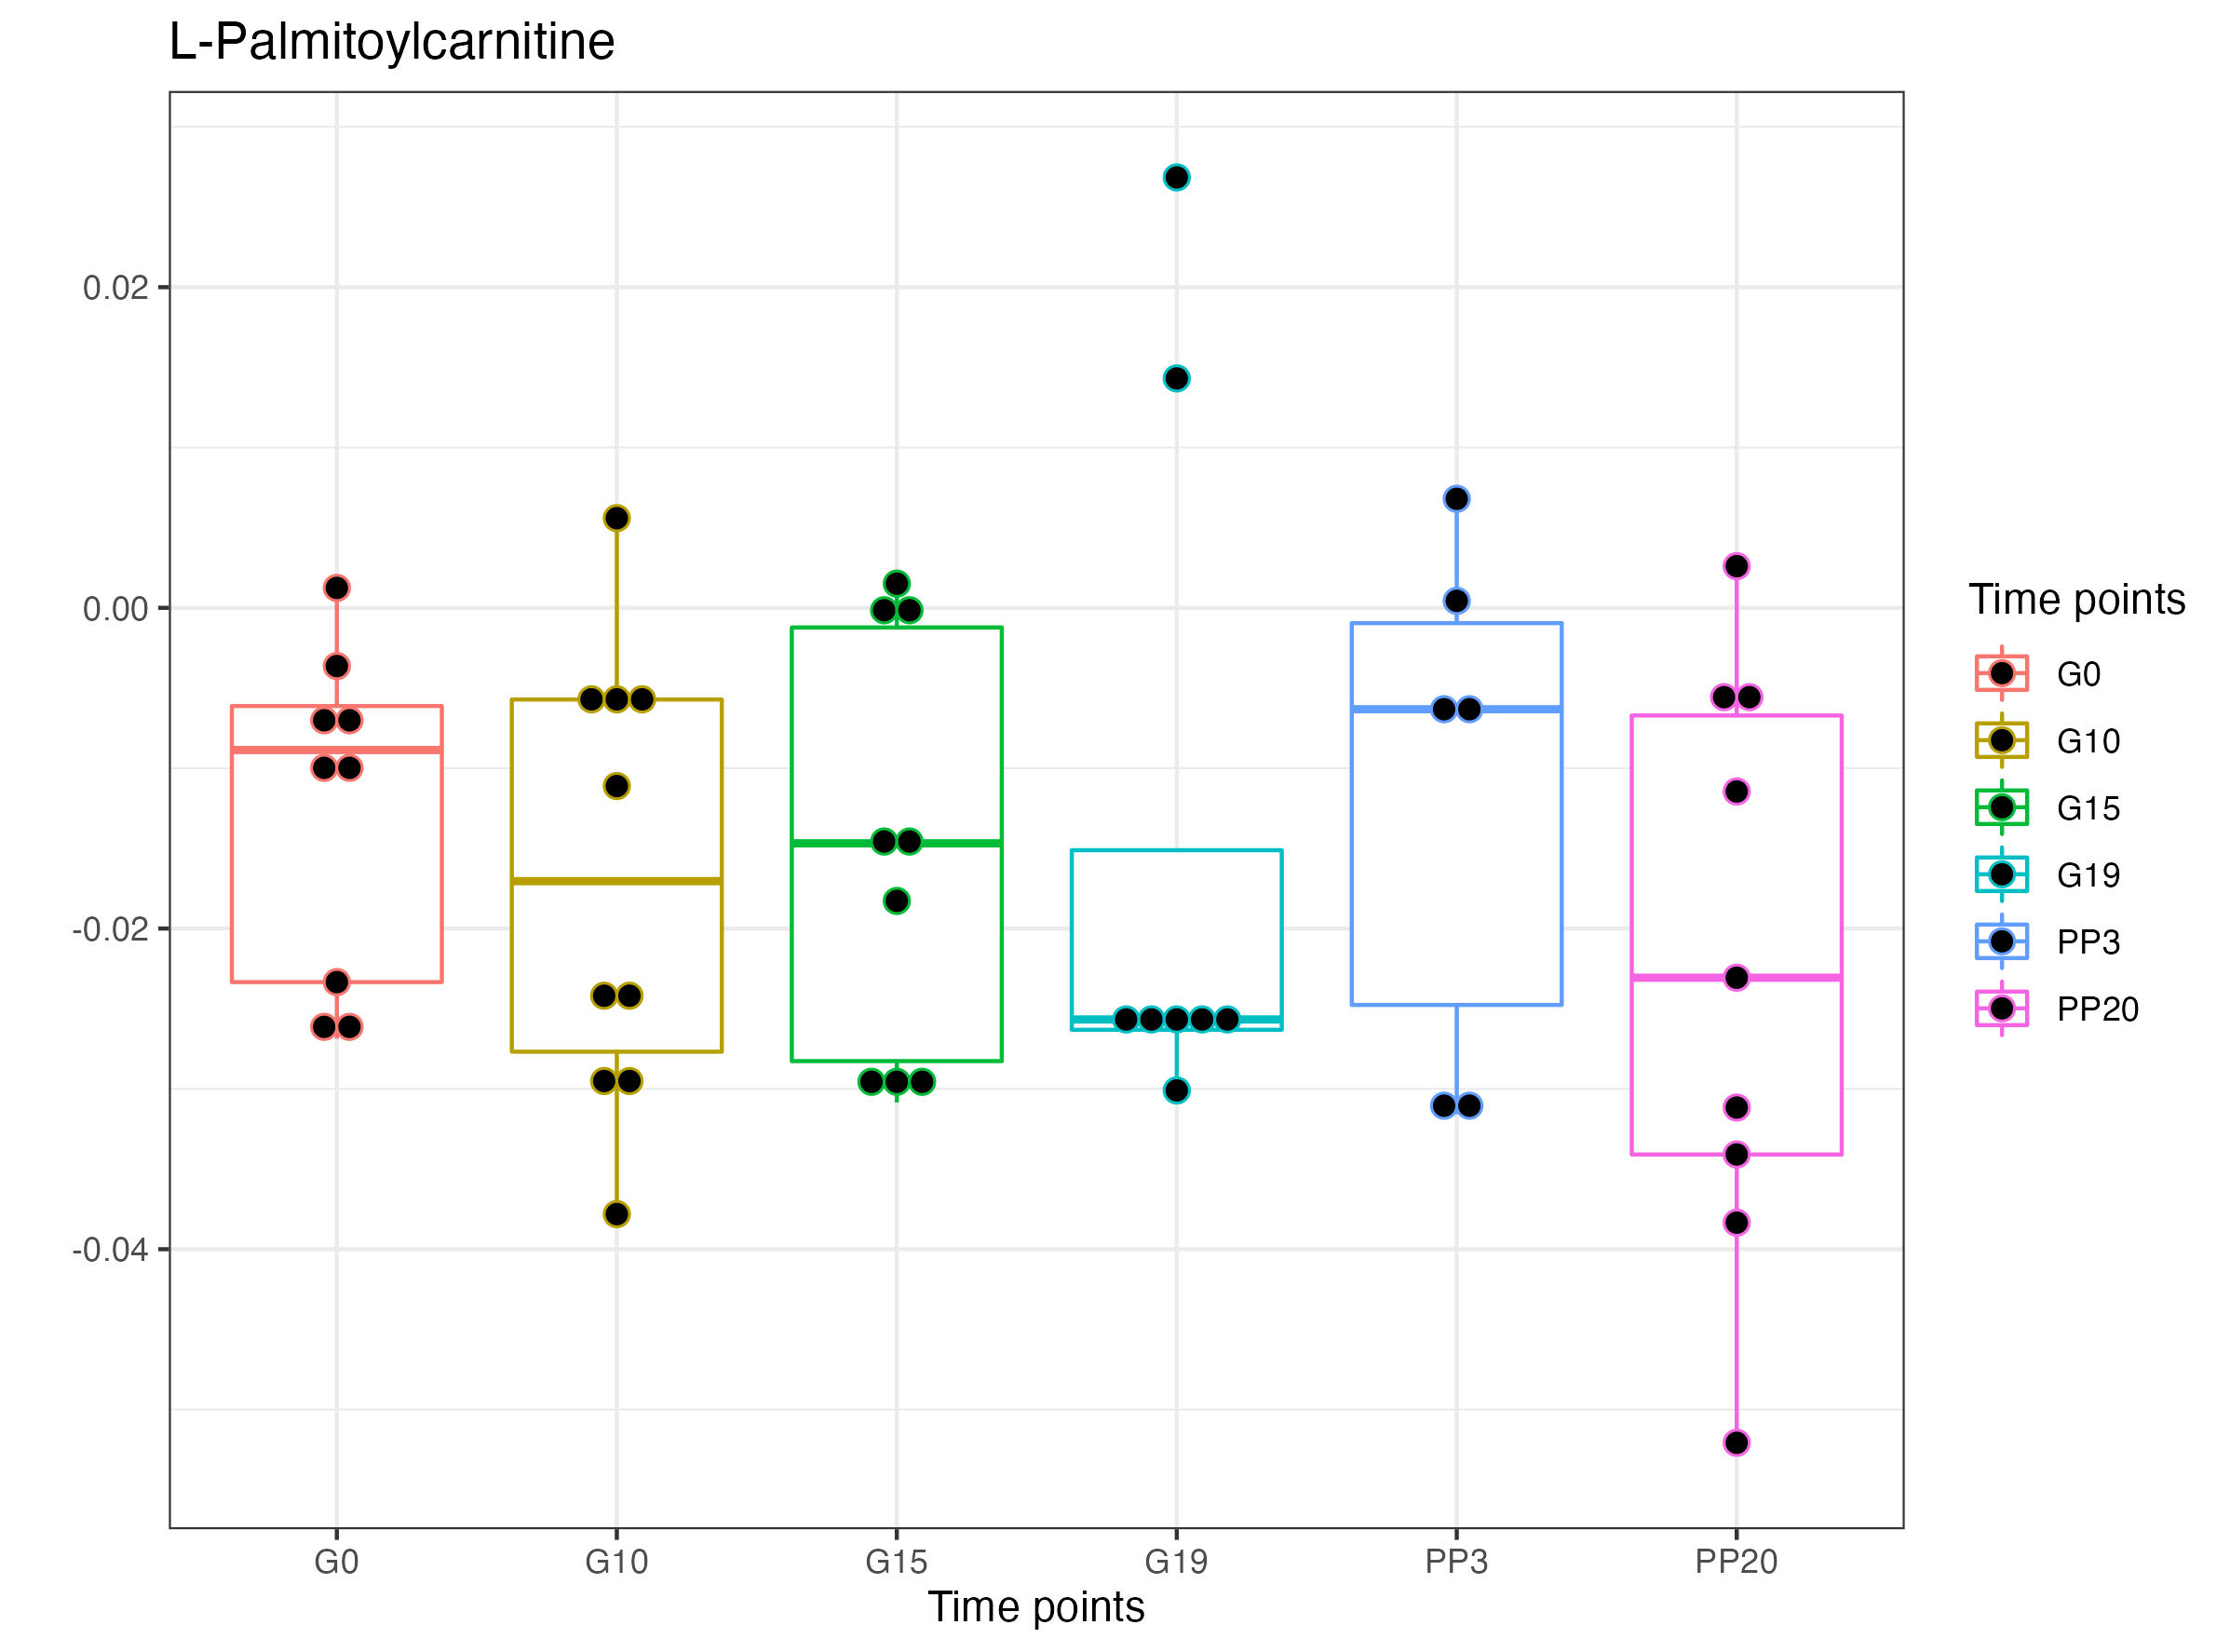 L-Palmitoylcarnitine
0.02
0.00
-0.02
-0.04
G0 G10 G15 G19 PP3 PP20
Time points
Time points
G0
G10
G15
G19
PP3
PP20